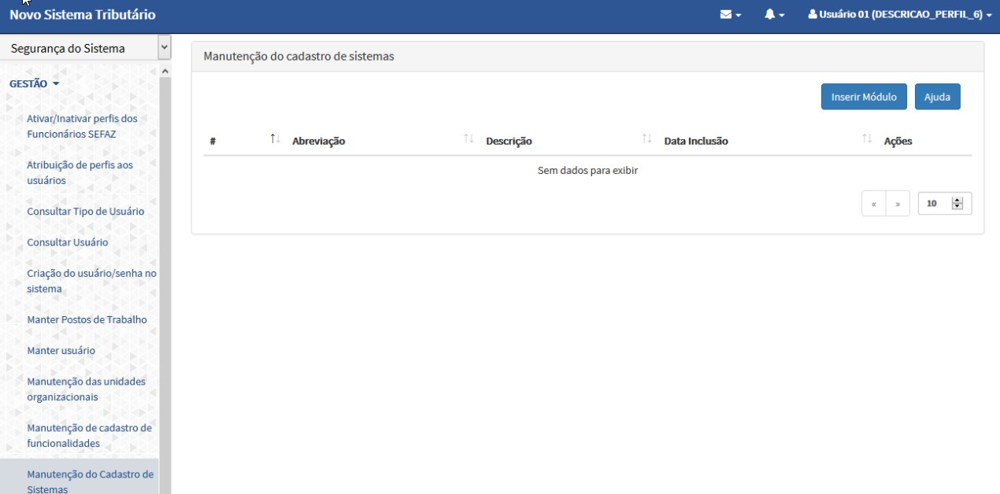 Novo Sistema Tributário
Usuário 01 (DESCRICAO_PERFIL_6)
Segurança do Sistema
GESTÃO
Ativar/Inativar perfis dos
Funcionários SEFAZ
Atribuição de perfis aos
usuários
Consultar Tipo de Usuário
Consultar Usuário
Criação do usuário/senha no
sistema
Manter Postos de Trabalho
Manter usuário
Manutenção das unidades
organizacionais
Manutenção de cadastro de
funcionalidades
Manutenção do Cadastro de
Sistemas
Manutenção do cadastro de sistemas
Inserir Módulo Ajuda
# Abreviação Descrição Data Inclusão Ações
Sem dados para exibir
« » 10